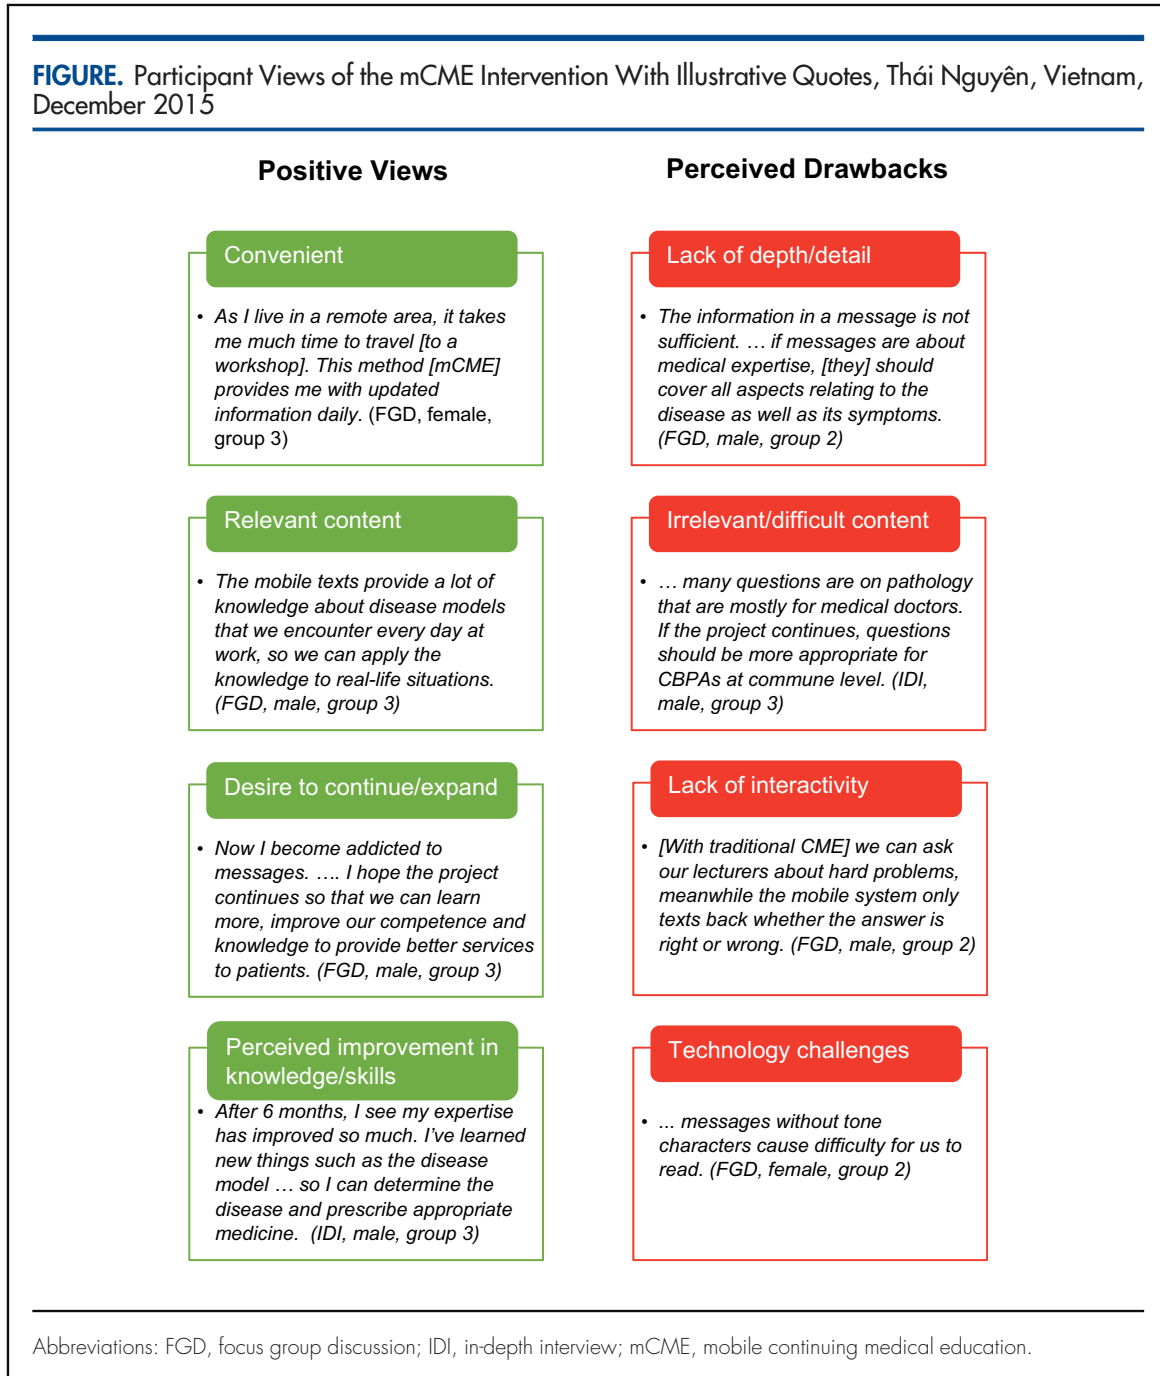 FIGURE. Participant Views of the mCME Intervention With Illustrative Quotes, Thái Nguyên, Vietnam,
December 2015
Positive Views
Convenient
• As I live in a remote area, it takes
me much time to travel [to a
workshop]. This method [mCME]
provides me with updated
information daily. (FGD, female,
group 3)
Relevant content
• The mobile texts provide a lot of
knowledge about disease models
that we encounter every day at
work, so we can apply the
knowledge to real-life situations.
(FGD, male, group 3)
Desire to continue/expand
• Now I become addicted to
messages. …. I hope the project
continues so that we can learn
more, improve our competence and
knowledge to provide better services
to patients. (FGD, male, group 3)
Perceived improvement in
knowledge/skills
• After 6 months, I see my expertise
has improved so much. I've learned
new things such as the disease
model … so I can determine the
disease and prescribe appropriate
medicine. (IDI, male, group 3)
Perceived Drawbacks
Lack of depth/detail
• The information in a message is not
sufficient. … if messages are about
medical expertise, [they] should
cover all aspects relating to the
disease as well as its symptoms.
(FGD, male, group 2)
Irrelevant/difficult content
• … many questions are on pathology
that are mostly for medical doctors.
If the project continues, questions
should be more appropriate for
CBPAs at commune level. (IDI,
male, group 3)
Lack of interactivity
• [With traditional CME] we can ask
our lecturers about hard problems,
meanwhile the mobile system only
texts back whether the answer is
right or wrong. (FGD, male, group 2)
Technology challenges
• ... messages without tone
characters cause difficulty for us to
read. (FGD, female, group 2)
Abbreviations: FGD, focus group discussion; IDI, in-depth interview; mCME, mobile continuing medical education.